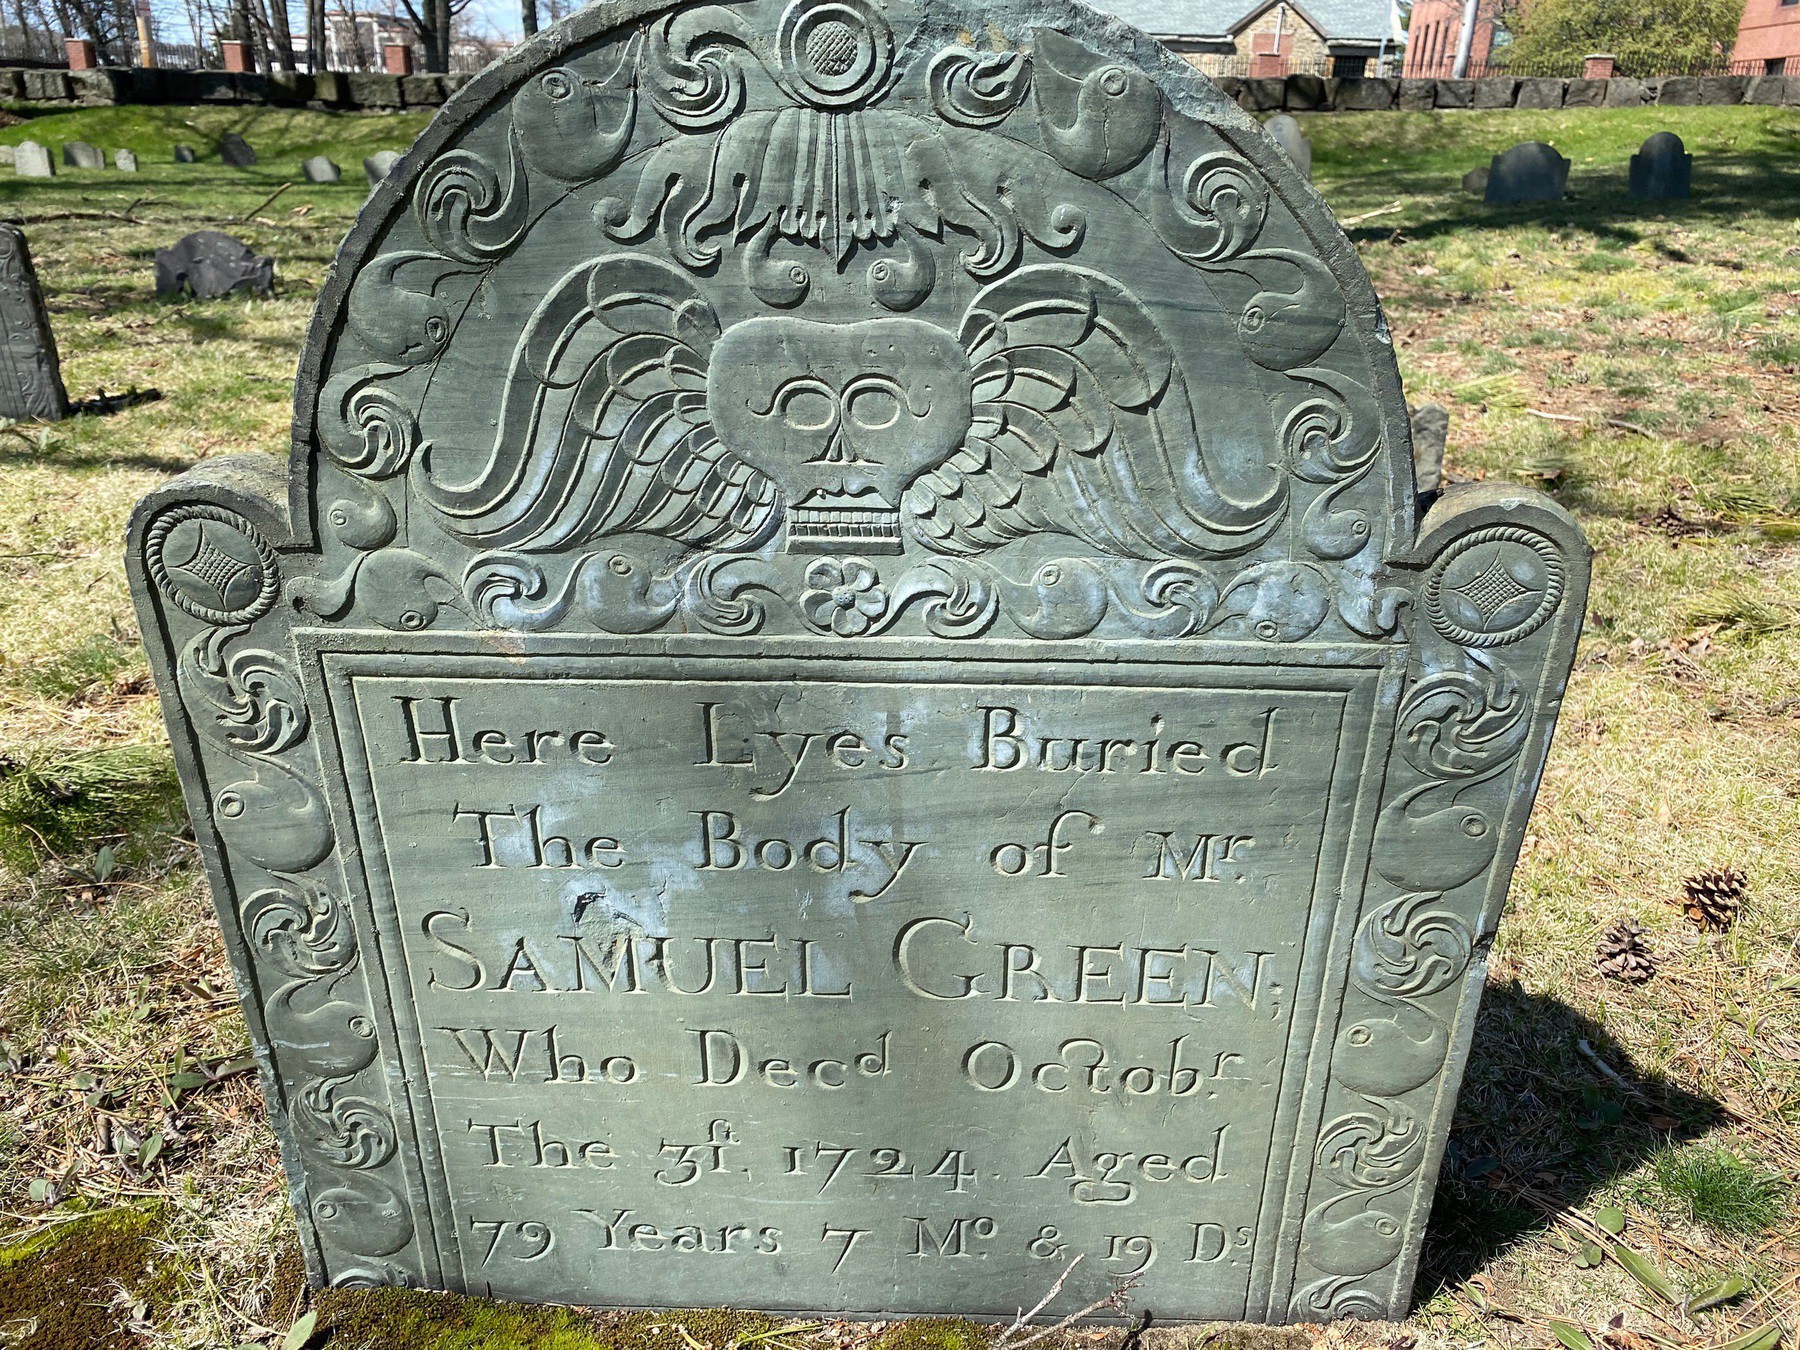 Here Lyes Buried
The Body of Mr.
SAMUEL GREEN;
Who Decd Octobr.
The 31ſt. 1724. Aged
79 Years 7 Mo. & 19 Ds.